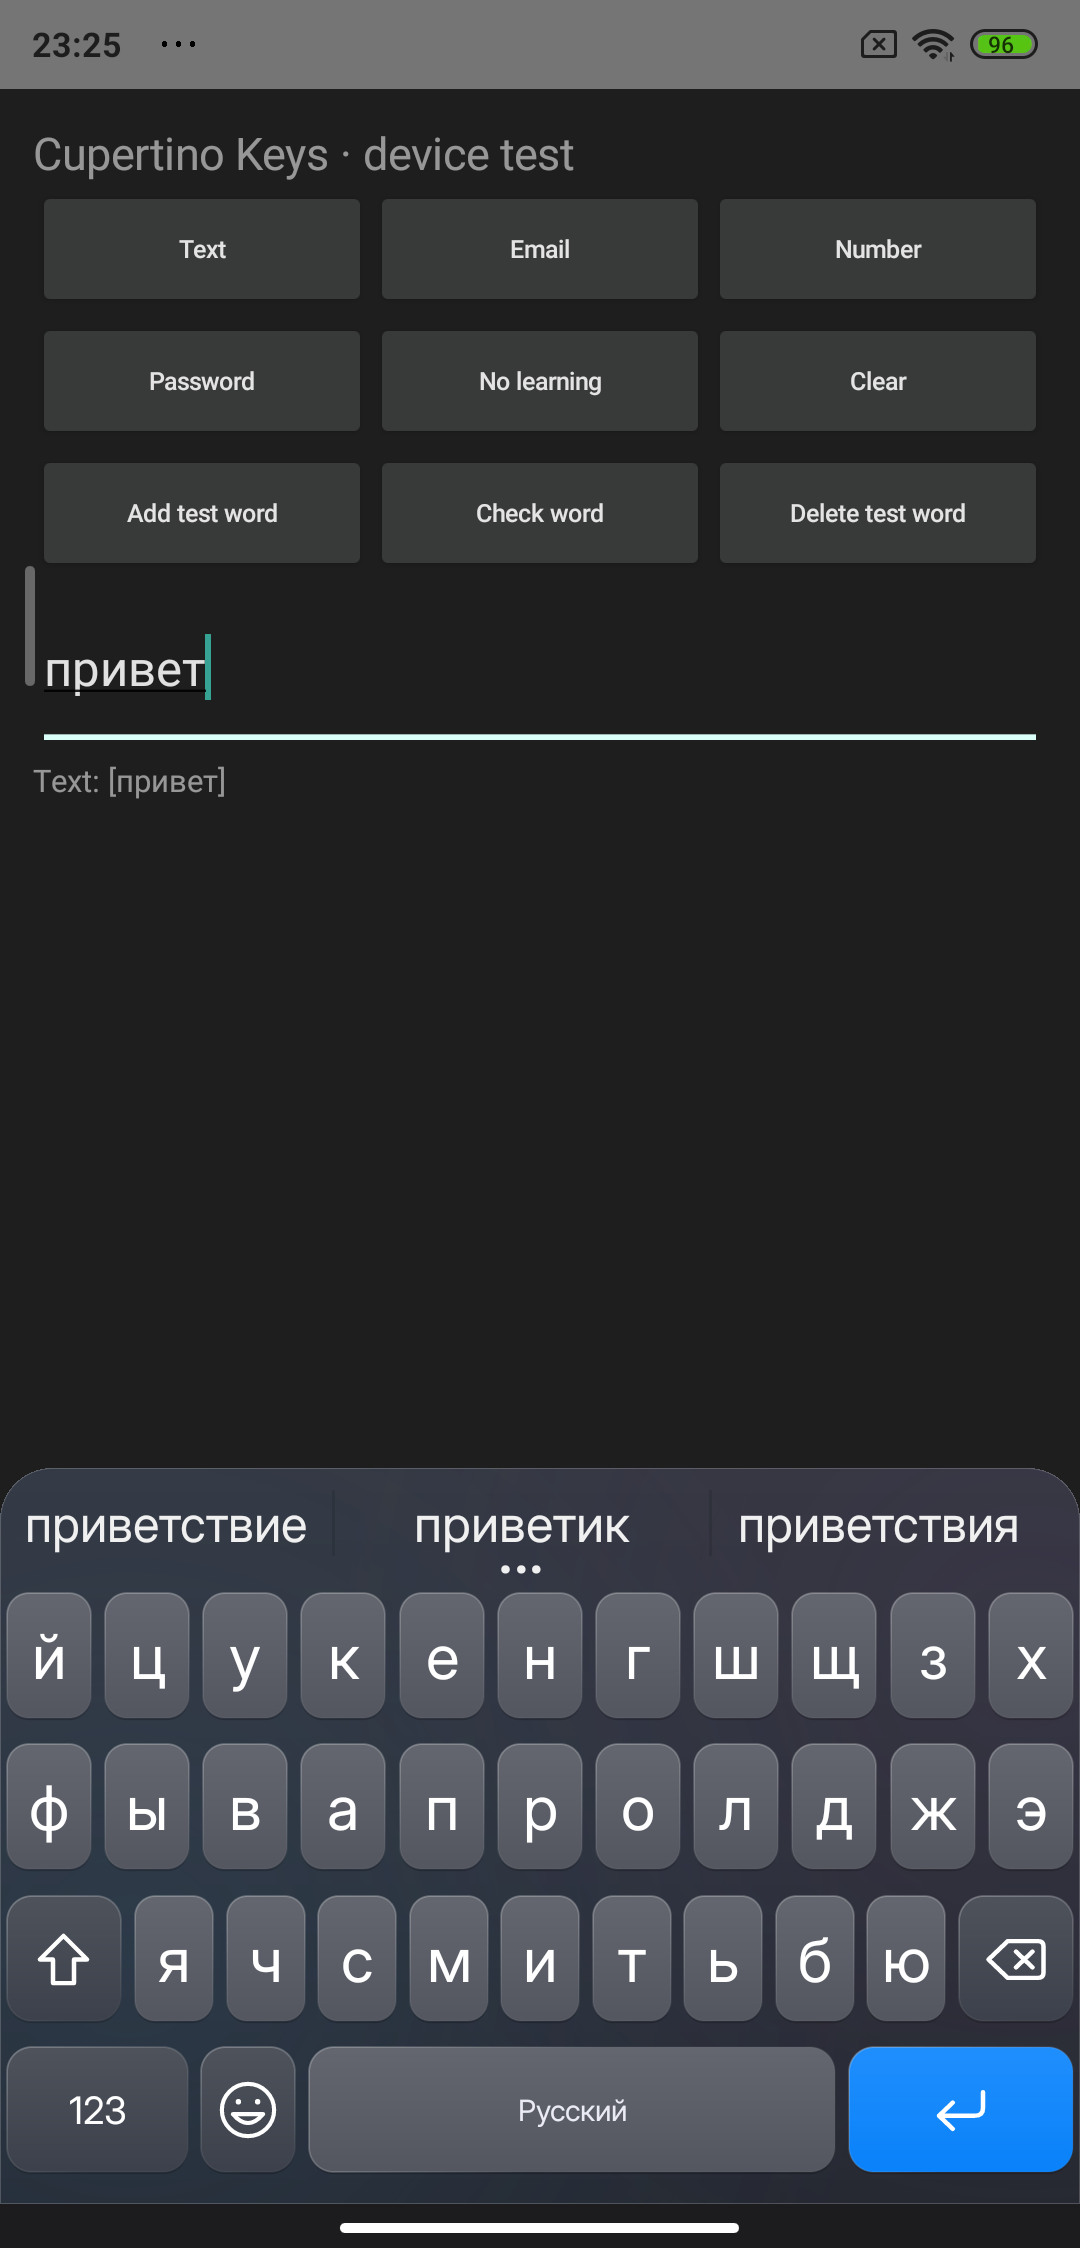 23:25 ... 96
Cupertino Keys · device test
Text Email Number
Password No learning Clear
Add test word Check word Delete test word
привет
Text: [привет]
приветствие приветик приветствия
...
й ц у к е н г ш щ з х
ф ы в а п р о л д ж э
я ч с м и т ь б ю
123 Русский